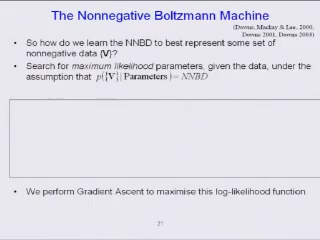 The Nonnegative Boltzmann Machine
(Downs, Mackay & Lee, 2000,
Downs 2001, Downs 2003)
• So how do we learn the NNBD to best represent some set of
nonnegative data {V}?
• Search for maximum likelihood parameters, given the data, under the
assumption that p({V} | Parameters) = NNBD
• We perform Gradient Ascent to maximise this log-likelihood function
21